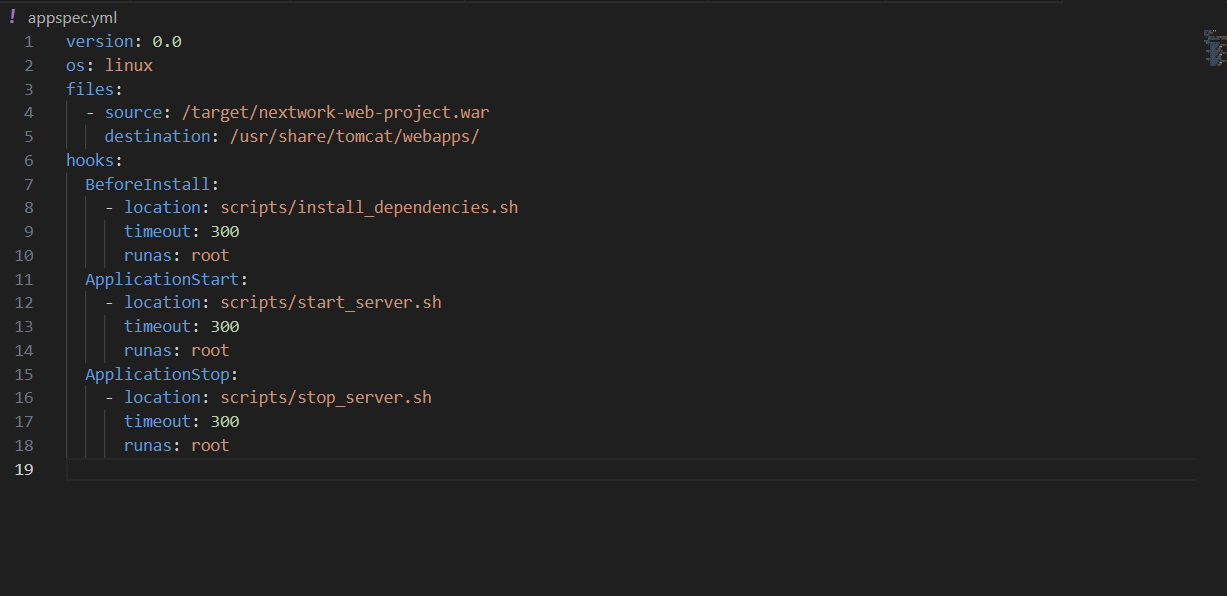 ! appspec.yml
1 version: 0.0
2 os: linux
3 files:
4   - source: /target/nextwork-web-project.war
5     destination: /usr/share/tomcat/webapps/
6 hooks:
7   BeforeInstall:
8     - location: scripts/install_dependencies.sh
9       timeout: 300
10       runas: root
11   ApplicationStart:
12     - location: scripts/start_server.sh
13       timeout: 300
14       runas: root
15   ApplicationStop:
16     - location: scripts/stop_server.sh
17       timeout: 300
18       runas: root
19